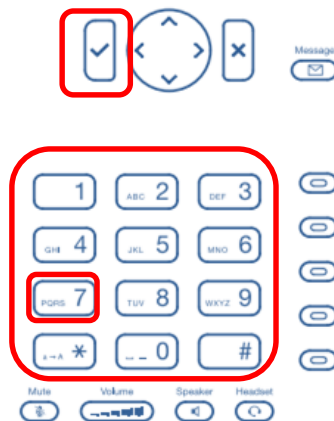 Message
1 ABC 2 DEF 3
GHI 4 JKL 5 MNO 6
PQRS 7 TUV 8 WXYZ 9
a→A * _ _ 0 #
Mute Volume Speaker Headset